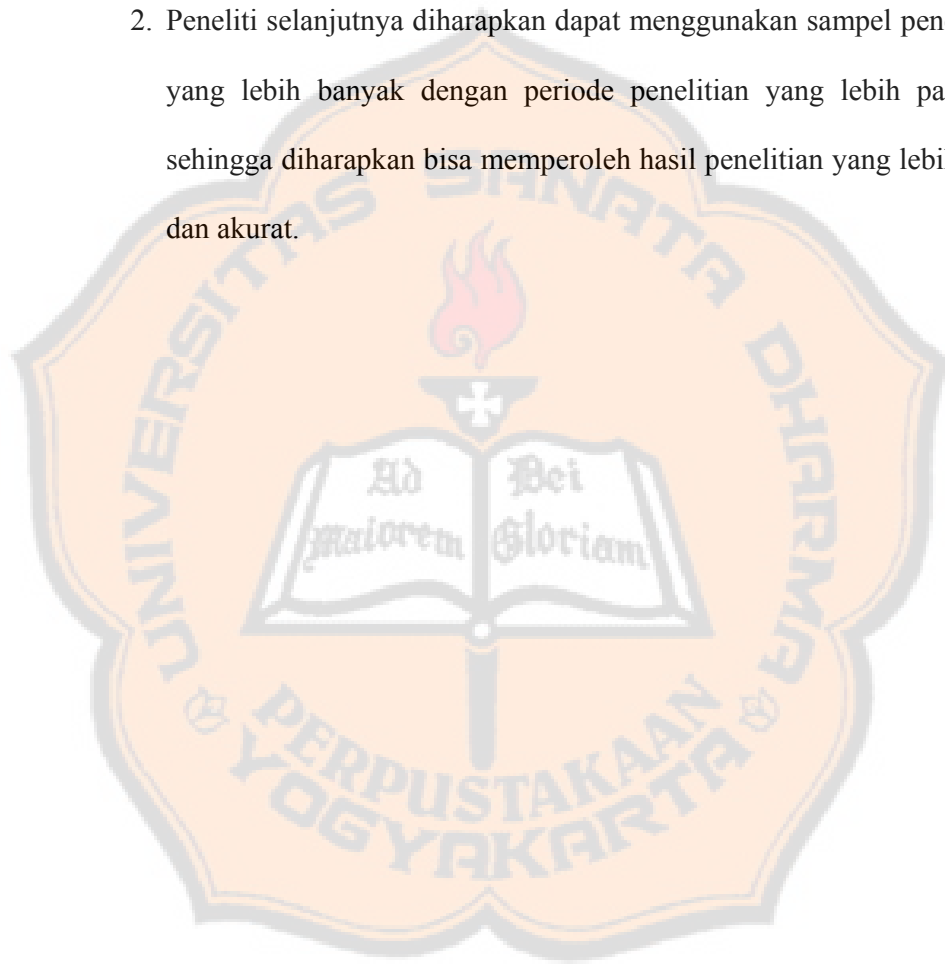 2. Peneliti selanjutnya diharapkan dapat menggunakan sampel pen
yang lebih banyak dengan periode penelitian yang lebih pa
sehingga diharapkan bisa memperoleh hasil penelitian yang lebi
dan akurat.
UNIVERSITAS SANATA DHARMA
Ad Dei
maiorem Gloriam
PERPUSTAKAAN
YOGYAKARTA